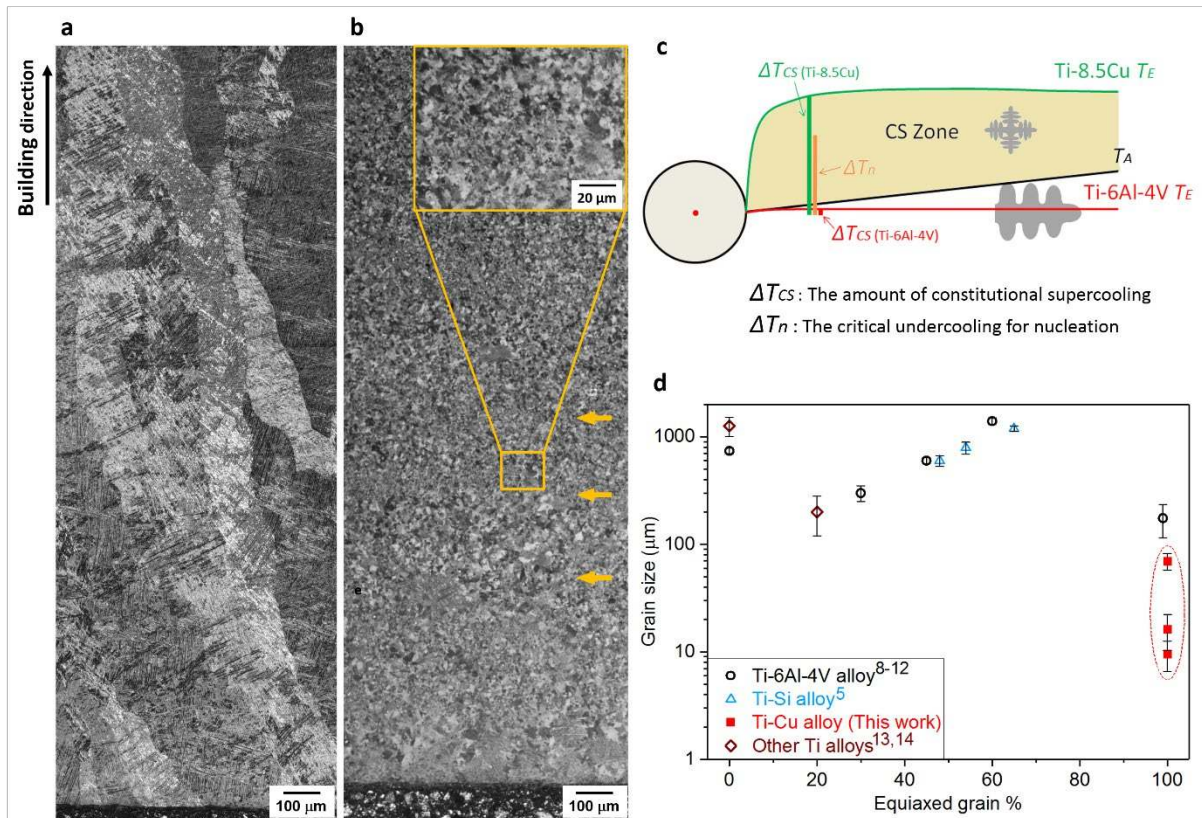 a
Building direction
100 μm
b
20 μm
e
100 μm
c
ΔTCS (Ti-8.5Cu)
Ti-8.5Cu TE
CS Zone
ΔTn
TA
Ti-6Al-4V TE
ΔTCS (Ti-6Al-4V)
ΔTCS : The amount of constitutional supercooling
ΔTn : The critical undercooling for nucleation
d
Grain size (μm)
1000
100
10
1
Ti-6Al-4V alloy8-12
Ti-Si alloy5
Ti-Cu alloy (This work)
Other Ti alloys13,14
0 20 40 60 80 100
Equiaxed grain %